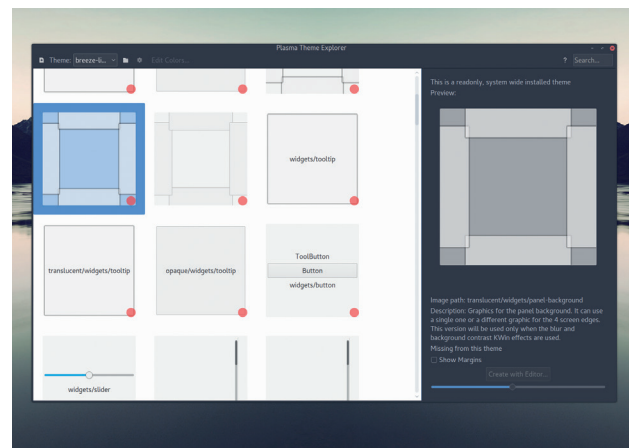 Plasma Theme Explorer
Theme: breeze-li...
Edit Colors...
? Search...
This is a readonly, system wide installed theme
Preview:
widgets/tooltip
translucent/widgets/tooltip
opaque/widgets/tooltip
ToolButton
Button
widgets/button
widgets/slider
Image path: translucent/widgets/panel-background
Description: Graphics for the panel background. It can use
a single one or a different graphic for the 4 screen edges.
This version will be used only when the blur and
background contrast KWin effects are used.
Missing from this theme
Show Margins
Create with Editor...